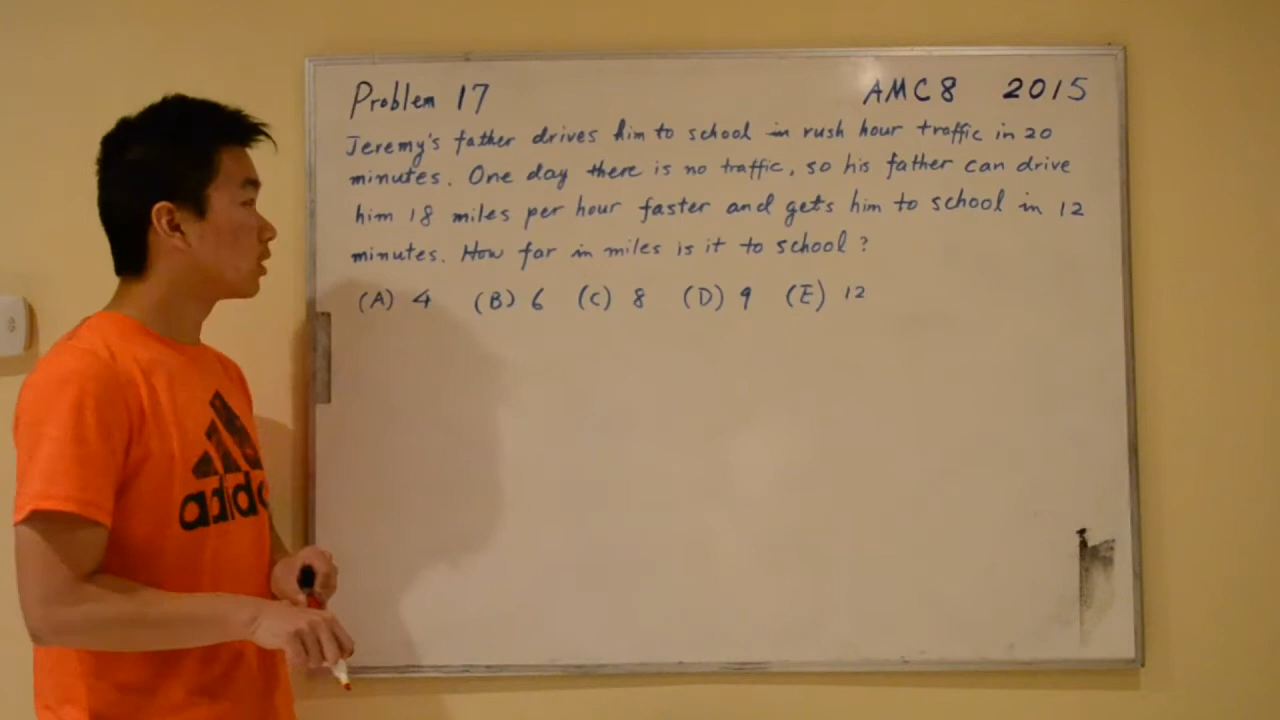 Problem 17 AMC8 2015
Jeremy's father drives him to school in rush hour traffic in 20
minutes. One day there is no traffic, so his father can drive
him 18 miles per hour faster and gets him to school in 12
minutes. How far in miles is it to school?
(A) 4 (B) 6 (C) 8 (D) 9 (E) 12
adidas